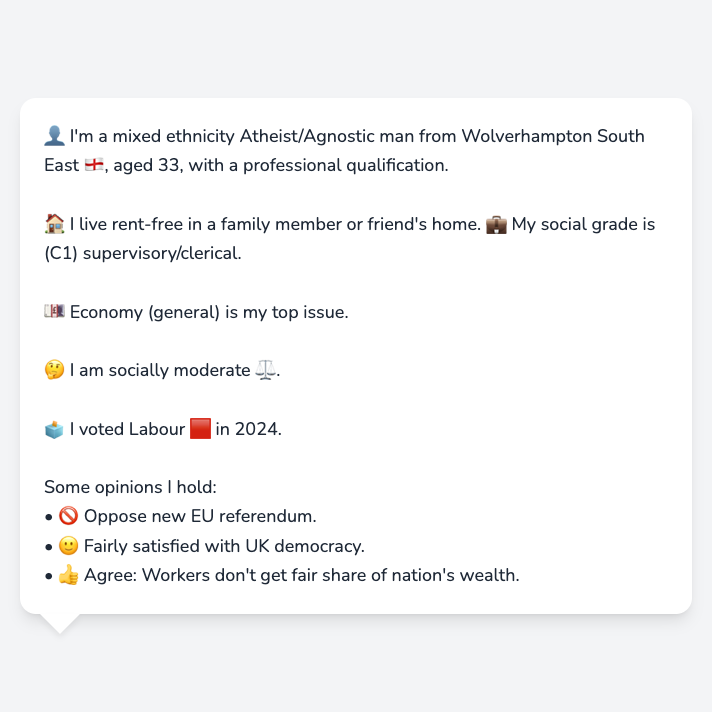 👤 I'm a mixed ethnicity Atheist/Agnostic man from Wolverhampton South
East 🏴󠁧󠁢󠁥󠁮󠁧󠁿, aged 33, with a professional qualification.
🏠 I live rent-free in a family member or friend's home. 💼 My social grade is
(C1) supervisory/clerical.
💷 Economy (general) is my top issue.
🤔 I am socially moderate ⚖️.
🗳️ I voted Labour 🟥 in 2024.
Some opinions I hold:
• 🚫 Oppose new EU referendum.
• 🙂 Fairly satisfied with UK democracy.
• 👍 Agree: Workers don't get fair share of nation's wealth.